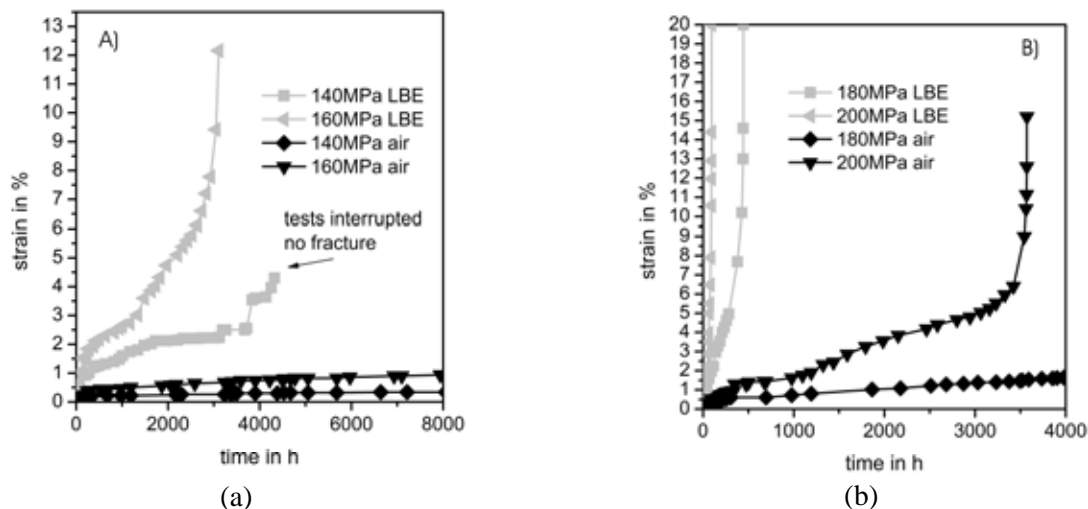 A)
13
12
11
10
9
8
7
6
5
4
3
2
1
0
strain in %
140MPa LBE
160MPa LBE
140MPa air
160MPa air
tests interrupted
no fracture
0 2000 4000 6000 8000
time in h
(a)
B)
20
19
18
17
16
15
14
13
12
11
10
9
8
7
6
5
4
3
2
1
0
strain in %
180MPa LBE
200MPa LBE
180MPa air
200MPa air
0 1000 2000 3000 4000
time in h
(b)